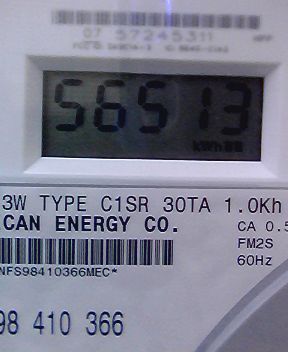 07 57245311
56513
kWh
3W TYPE C1SR 30TA 1.0Kh
CAN ENERGY CO.
CA 0.5
FM2S
60Hz
NFS98410366MEC*
98 410 366